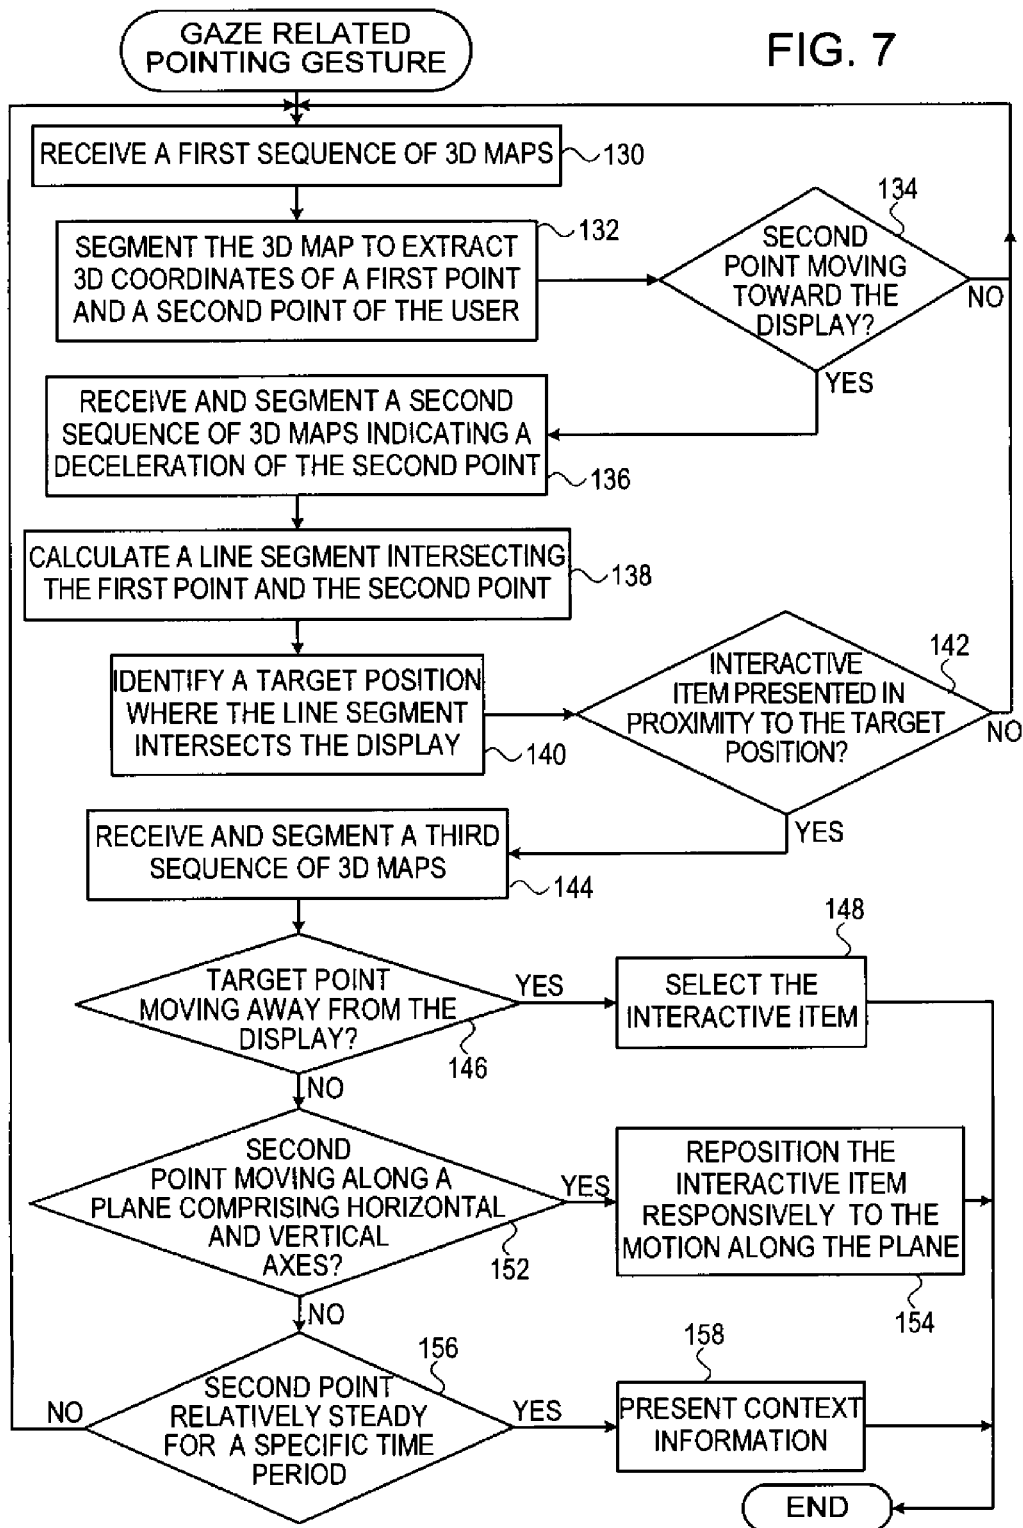 GAZE RELATED
POINTING GESTURE
FIG. 7
RECEIVE A FIRST SEQUENCE OF 3D MAPS
130
SEGMENT THE 3D MAP TO EXTRACT
3D COORDINATES OF A FIRST POINT
AND A SECOND POINT OF THE USER
132
SECOND
POINT MOVING
TOWARD THE
DISPLAY?
134
NO
YES
RECEIVE AND SEGMENT A SECOND
SEQUENCE OF 3D MAPS INDICATING A
DECELERATION OF THE SECOND POINT
136
CALCULATE A LINE SEGMENT INTERSECTING
THE FIRST POINT AND THE SECOND POINT
138
IDENTIFY A TARGET POSITION
WHERE THE LINE SEGMENT
INTERSECTS THE DISPLAY
140
INTERACTIVE
ITEM PRESENTED IN
PROXIMITY TO THE TARGET
POSITION?
142
NO
YES
RECEIVE AND SEGMENT A THIRD
SEQUENCE OF 3D MAPS
144
TARGET POINT
MOVING AWAY FROM THE
DISPLAY?
146
YES
SELECT THE
INTERACTIVE ITEM
148
NO
SECOND
POINT MOVING ALONG A
PLANE COMPRISING HORIZONTAL
AND VERTICAL
AXES?
152
YES
REPOSITION THE
INTERACTIVE ITEM
RESPONSIVELY TO THE
MOTION ALONG THE PLANE
154
NO
SECOND POINT
RELATIVELY STEADY
FOR A SPECIFIC TIME
PERIOD
156
NO
YES
PRESENT CONTEXT
INFORMATION
158
END